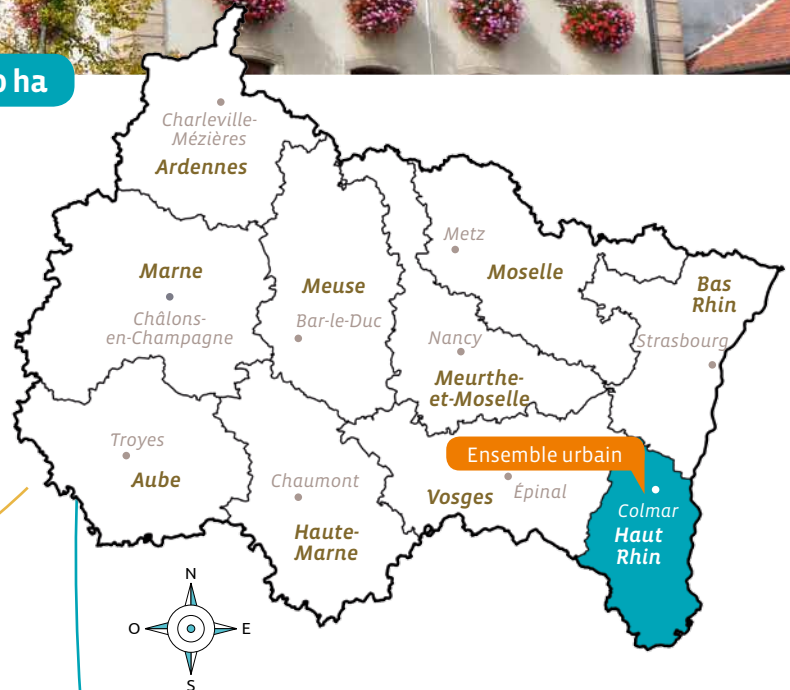 ha
Charleville-
Mézières
Ardennes
Metz
Moselle
Marne
Châlons-
en-Champagne
Meuse
Bar-le-Duc
Bas
Rhin
Strasbourg
Nancy
Meurthe-
et-Moselle
Troyes
Aube
Chaumont
Haute-
Marne
Ensemble urbain
Vosges
Épinal
Colmar
Haut
Rhin
N
O
E
S